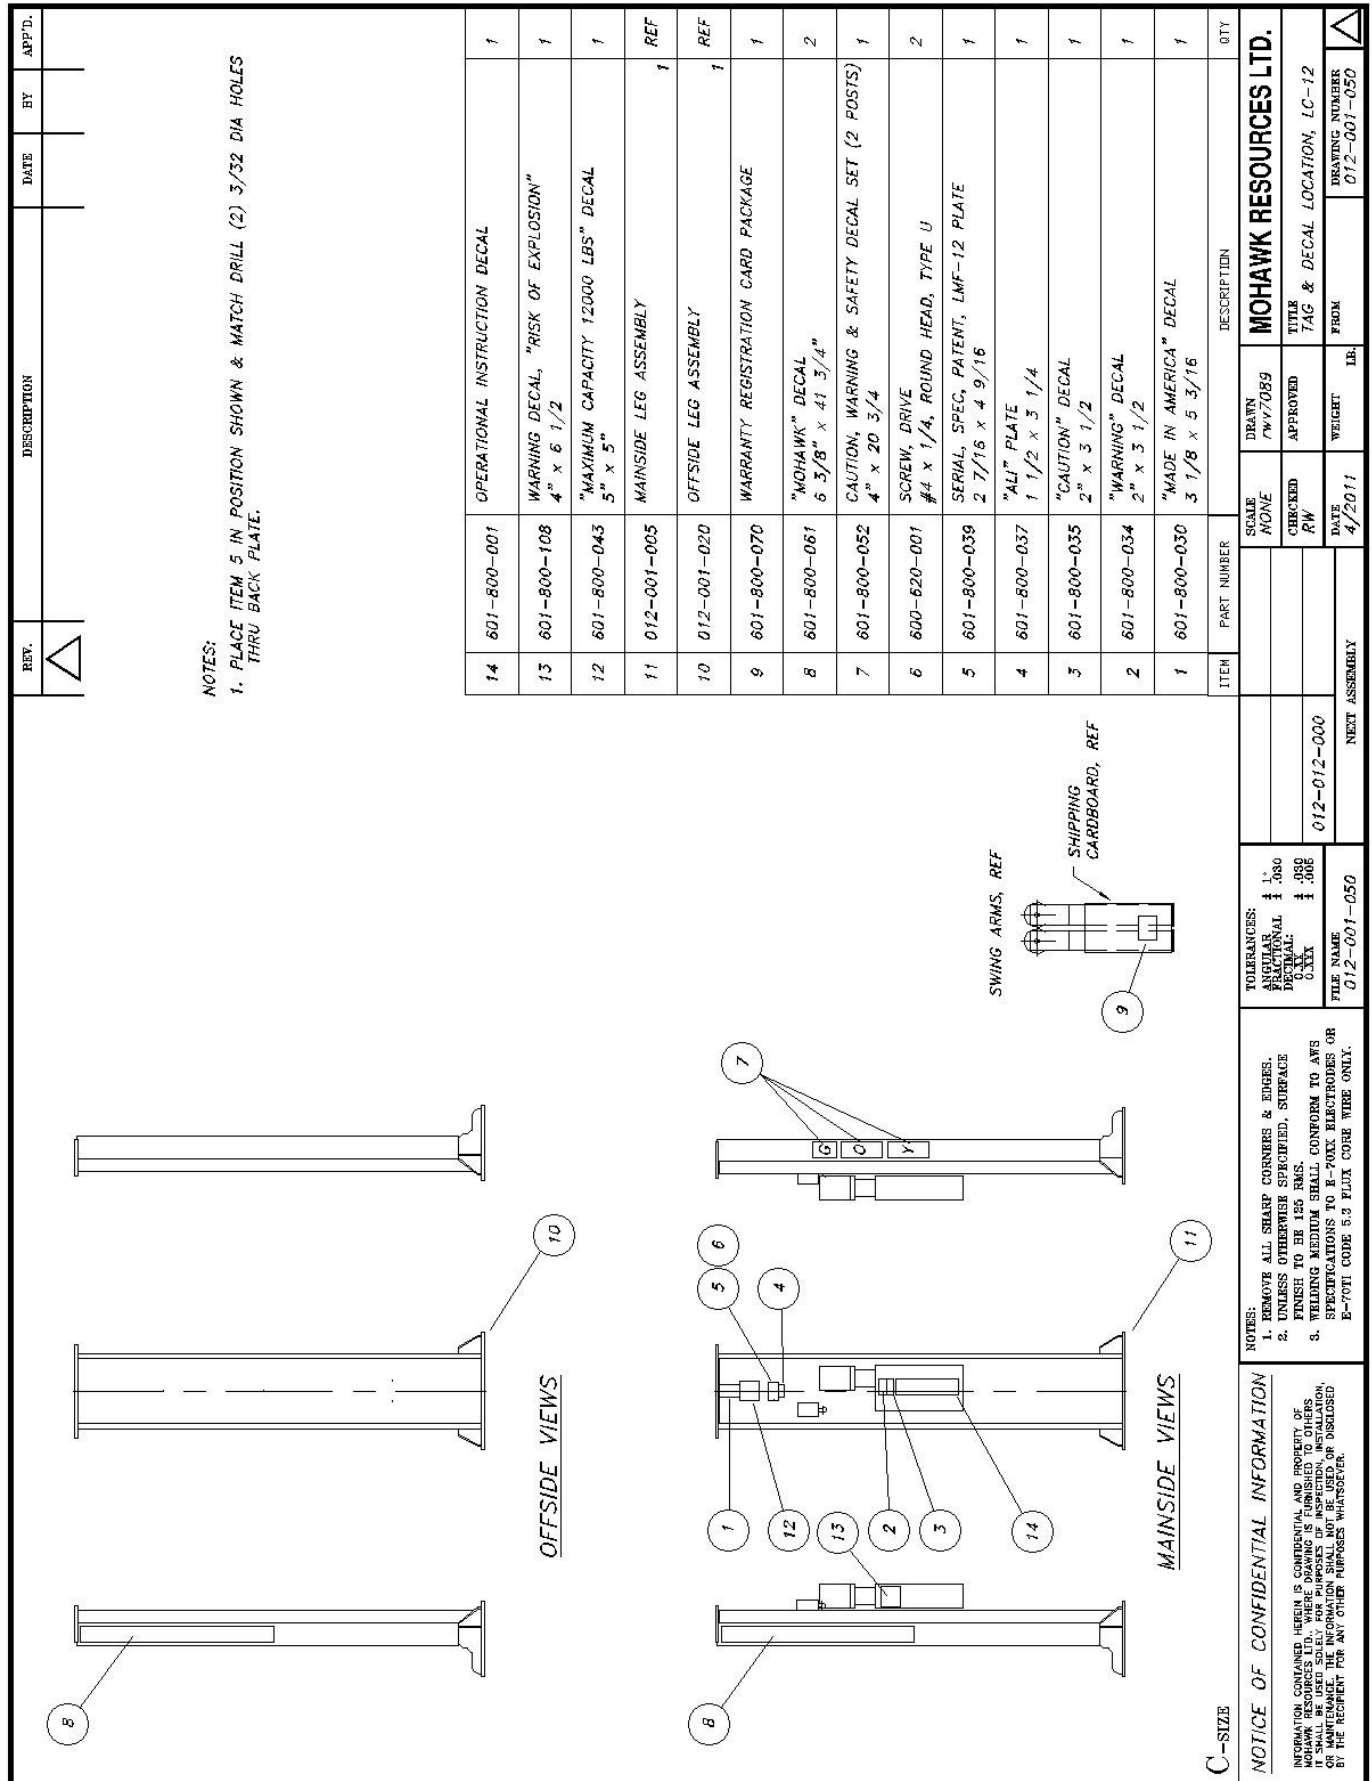 REV.
DESCRIPTION
DATE
BY
APP'D.
NOTES:
1. PLACE ITEM 5 IN POSITION SHOWN & MATCH DRILL (2) 3/32 DIA HOLES
THRU BACK PLATE.
8
10
OFFSIDE VIEWS
8
1
12
13
2
3
14
5
6
4
11
7
G
O
Y
MAINSIDE VIEWS
SWING ARMS, REF
SHIPPING
CARDBOARD, REF
9
14 601-800-001 OPERATIONAL INSTRUCTION DECAL 1
13 601-800-108 WARNING DECAL, "RISK OF EXPLOSION" 1
4" x 6 1/2
12 601-800-043 "MAXIMUM CAPACITY 12000 LBS" DECAL 1
5" x 5"
11 012-001-005 MAINSIDE LEG ASSEMBLY 1 REF
10 012-001-020 OFFSIDE LEG ASSEMBLY 1 REF
9 601-800-070 WARRANTY REGISTRATION CARD PACKAGE 1
8 601-800-061 "MOHAWK" DECAL 2
6 3/8" x 41 3/4"
7 601-800-052 CAUTION, WARNING & SAFETY DECAL SET (2 POSTS) 1
4" x 20 3/4
6 600-620-001 SCREW, DRIVE 2
#4 x 1/4, ROUND HEAD, TYPE U
5 601-800-039 SERIAL, SPEC, PATENT, LMF-12 PLATE 1
2 7/16 x 4 9/16
4 601-800-037 "ALI" PLATE 1
1 1/2 x 3 1/4
3 601-800-035 "CAUTION" DECAL 1
2" x 3 1/2
2 601-800-034 "WARNING" DECAL 1
2" x 3 1/2
1 601-800-030 "MADE IN AMERICA" DECAL 1
3 1/8 x 5 3/16
ITEM PART NUMBER DESCRIPTION QTY
C-SIZE
NOTICE OF CONFIDENTIAL INFORMATION
INFORMATION CONTAINED HEREIN IS CONFIDENTIAL AND PROPERTY OF
MOHAWK RESOURCES LTD.. WHERE DRAWING IS FURNISHED TO OTHERS
IT SHALL BE USED SOLELY FOR PURPOSES OF INSPECTION, INSTALLATION,
OR MAINTENANCE. THE INFORMATION SHALL NOT BE USED OR DISCLOSED
BY THE RECIPIENT FOR ANY OTHER PURPOSES WHATSOEVER.
NOTES:
1. REMOVE ALL SHARP CORNERS & EDGES.
2. UNLESS OTHERWISE SPECIFIED, SURFACE
FINISH TO BE 125 RMS.
3. WELDING MEDIUM SHALL CONFORM TO AWS
SPECIFICATIONS TO E-70XX ELECTRODES OR
E-70TI CODE 5.3 FLUX CORE WIRE ONLY.
TOLERANCES:
ANGULAR ± 1°
FRACTIONAL ± .030
DECIMAL:
0.XX ± .030
0.XXX ± .005
FILE NAME
012-001-050
012-012-000
NEXT ASSEMBLY
SCALE
NONE
DRAWN
rwv7089
MOHAWK RESOURCES LTD.
CHECKED
RW
APPROVED
TITLE
TAG & DECAL LOCATION, LC-12
DATE
4/2011
WEIGHT
LB.
FROM
DRAWING NUMBER
012-001-050